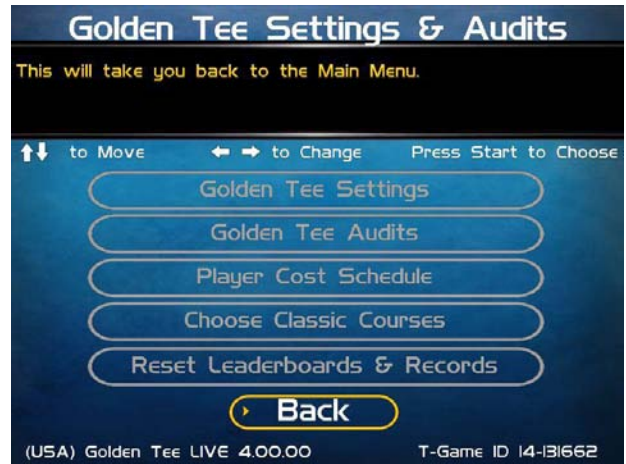 Golden Tee Settings & Audits
This will take you back to the Main Menu.
to Move to Change Press Start to Choose
Golden Tee Settings
Golden Tee Audits
Player Cost Schedule
Choose Classic Courses
Reset Leaderboards & Records
Back
(USA) Golden Tee LIVE 4.00.00 T-Game ID 14-131662